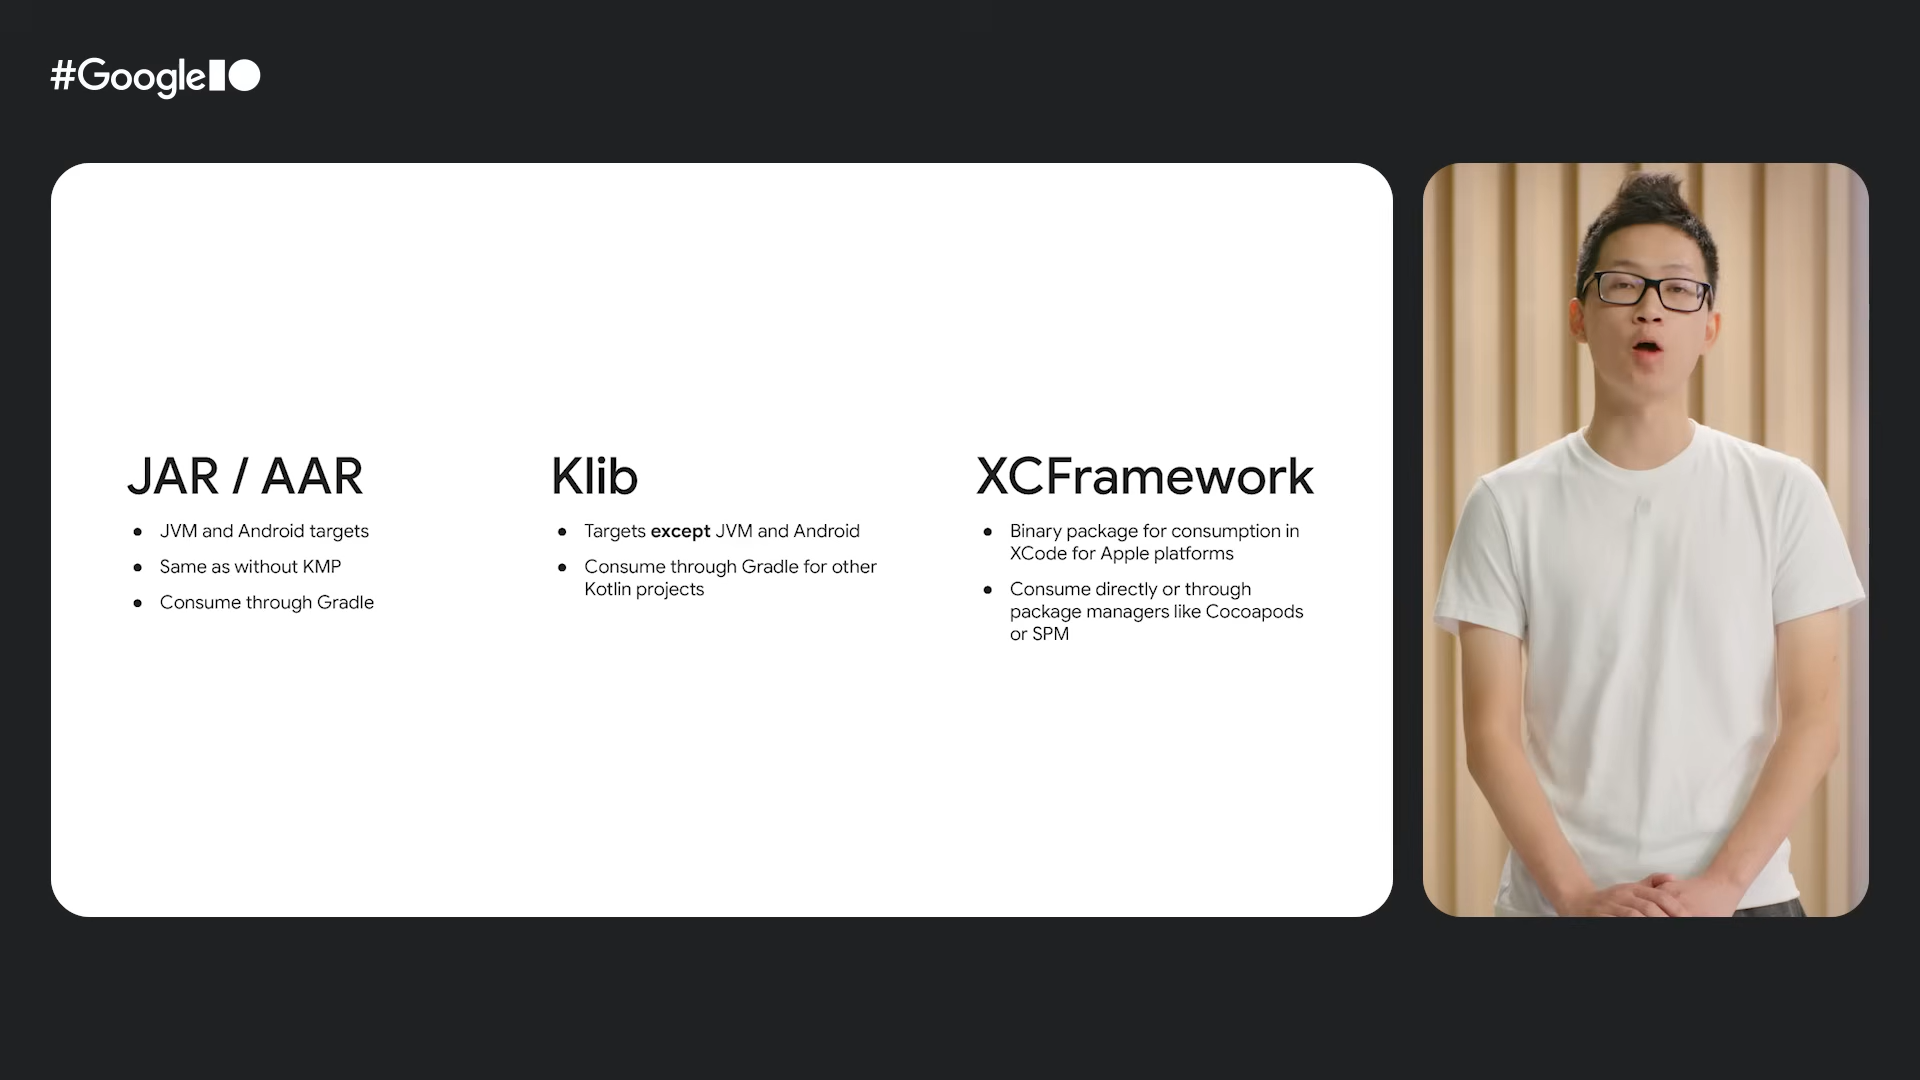 #GoogleIO
JAR / AAR
● JVM and Android targets
● Same as without KMP
● Consume through Gradle
Klib
● Targets except JVM and Android
● Consume through Gradle for other
Kotlin projects
XCFramework
● Binary package for consumption in
XCode for Apple platforms
● Consume directly or through
package managers like Cocoapods
or SPM